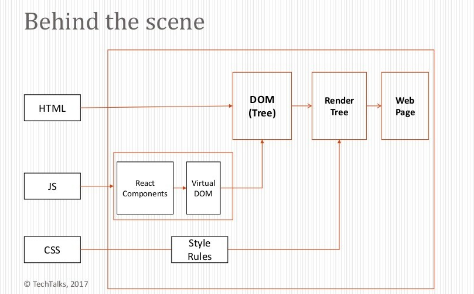 Behind the scene
HTML
DOM
(Tree)
Render
Tree
Web
Page
JS
React
Components
Virtual
DOM
CSS
Style
Rules
© TechTalks, 2017